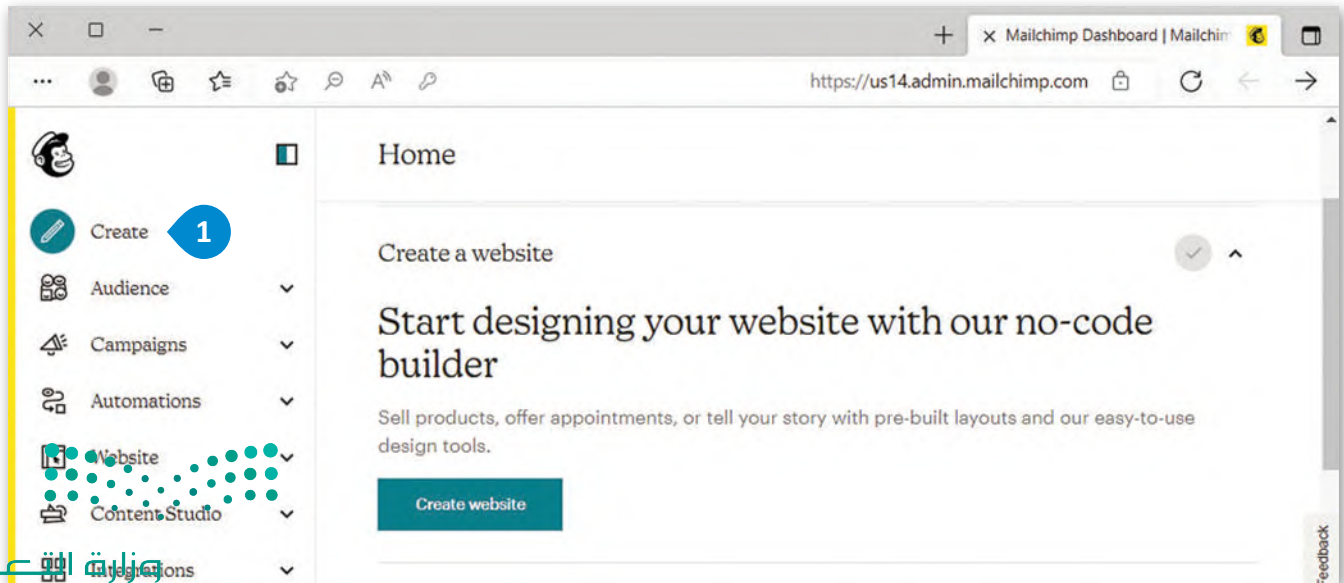 Mailchimp Dashboard | Mailchim
https://us14.admin.mailchimp.com
Home
Create
1
Audience
Campaigns
Automations
Website
Content Studio
Integrations
Create a website
Start designing your website with our no-code
builder
Sell products, offer appointments, or tell your story with pre-built layouts and our easy-to-use
design tools.
Create website
Feedback
وزارة التـ